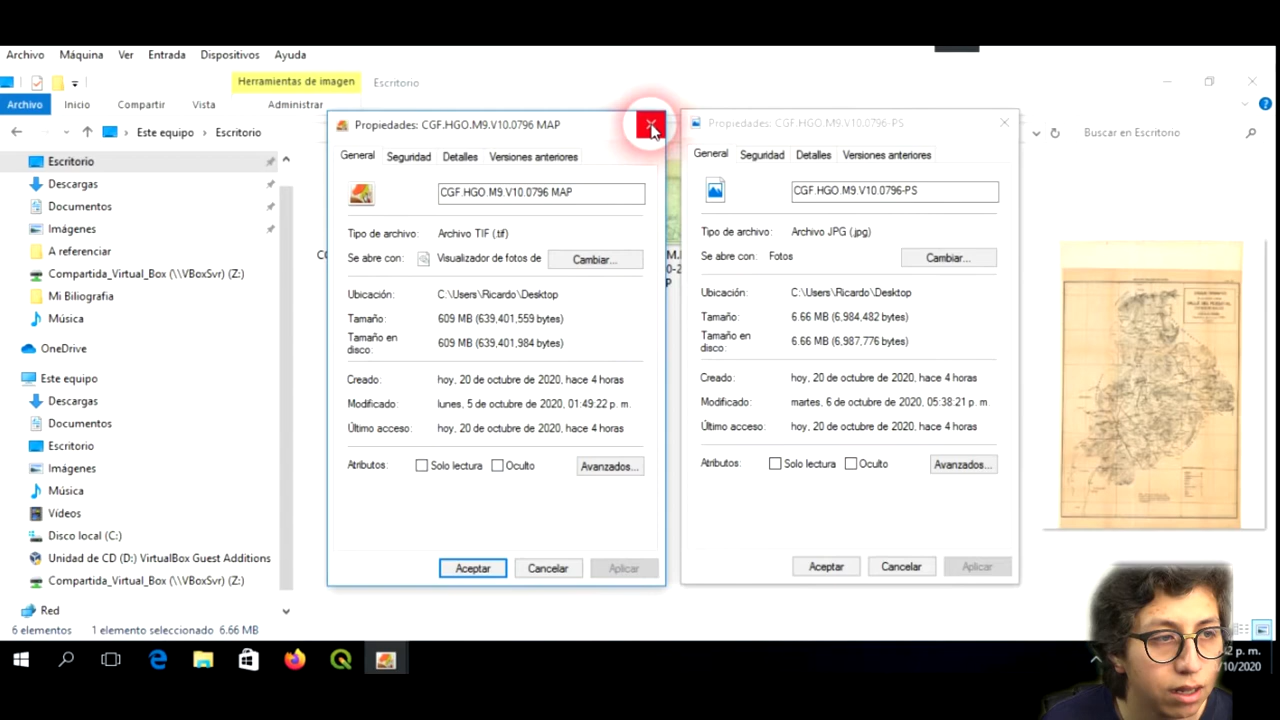 Archivo Máquina Ver Entrada Dispositivos Ayuda
Herramientas de imagen Escritorio
Archivo Inicio Compartir Vista Administrar
Este equipo Escritorio Buscar en Escritorio
Escritorio
Descargas
Documentos
Imágenes
A referenciar
Compartida_Virtual_Box (\\VBoxSvr) (Z:)
Mi Biliografia
Música
OneDrive
Este equipo
Descargas
Documentos
Escritorio
Imágenes
Música
Vídeos
Disco local (C:)
Unidad de CD (D:) VirtualBox Guest Additions
Compartida_Virtual_Box (\\VBoxSvr) (Z:)
Red
6 elementos 1 elemento seleccionado 6.66 MB
Propiedades: CGF.HGO.M9.V10.0796 MAP
General Seguridad Detalles Versiones anteriores
CGF.HGO.M9.V10.0796 MAP
Tipo de archivo: Archivo TIF (.tif)
Se abre con: Visualizador de fotos de Cambiar...
Ubicación: C:\Users\Ricardo\Desktop
Tamaño: 609 MB (639,401,559 bytes)
Tamaño en disco: 609 MB (639,401,984 bytes)
Creado: hoy, 20 de octubre de 2020, hace 4 horas
Modificado: lunes, 5 de octubre de 2020, 01:49:22 p. m.
Último acceso: hoy, 20 de octubre de 2020, hace 4 horas
Atributos: Solo lectura Oculto Avanzados...
Aceptar Cancelar Aplicar
Propiedades: CGF.HGO.M9.V10.0796-PS
General Seguridad Detalles Versiones anteriores
CGF.HGO.M9.V10.0796-PS
Tipo de archivo: Archivo JPG (.jpg)
Se abre con: Fotos Cambiar...
Ubicación: C:\Users\Ricardo\Desktop
Tamaño: 6.66 MB (6,984,482 bytes)
Tamaño en disco: 6.66 MB (6,987,776 bytes)
Creado: hoy, 20 de octubre de 2020, hace 4 horas
Modificado: martes, 6 de octubre de 2020, 05:38:21 p. m.
Último acceso: hoy, 20 de octubre de 2020, hace 4 horas
Atributos: Solo lectura Oculto Avanzados...
Aceptar Cancelar Aplicar
p. m.
/10/2020